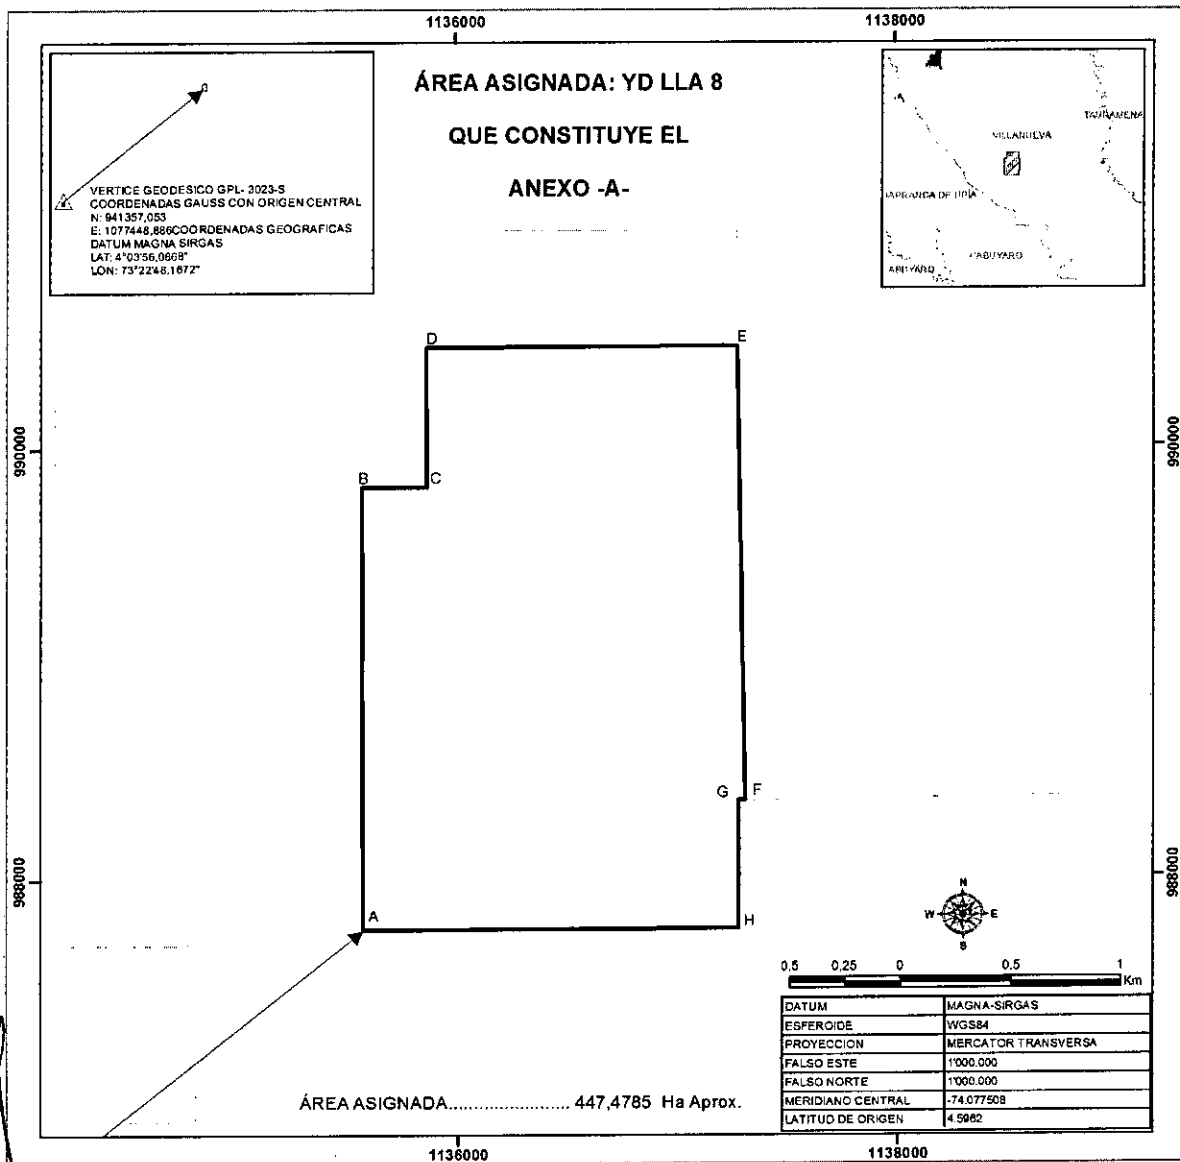 1136000
1138000
ÁREA ASIGNADA: YD LLA 8
QUE CONSTITUYE EL
ANEXO -A-
VERTICE GEODESICO GPL- 3023-S
COORDENADAS GAUSS CON ORIGEN CENTRAL
N: 941357,053
E: 1077448,886COORDENADAS GEOGRAFICAS
DATUM MAGNA SIRGAS
LAT: 4°03'56,0868"
LON: 73°22'48,1672"
TAURAMENA
VILLANUEVA
CABUYARO
D
E
990000
990000
B
C
G
F
988000
988000
A
H
N
W
E
S
0,5 0,25 0 0,5 1
Km
DATUM MAGNA-SIRGAS
ESFEROIDE WGS84
PROYECCION MERCATOR TRANSVERSA
FALSO ESTE 1'000.000
FALSO NORTE 1'000.000
MERIDIANO CENTRAL -74.077508
LATITUD DE ORIGEN 4.5962
ÁREA ASIGNADA...................... 447,4785 Ha Aprox.
1136000
1138000